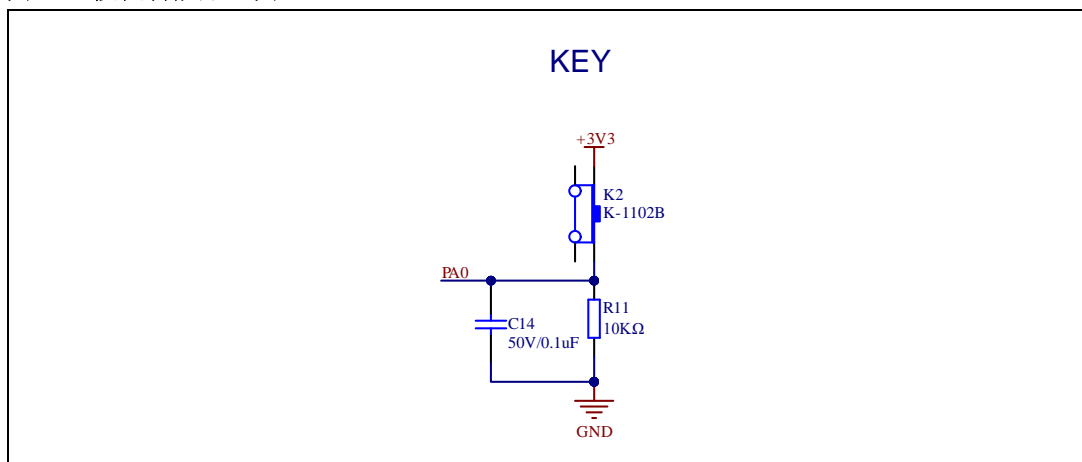 KEY
+3V3
K2
K-1102B
PA0
R11
10KΩ
C14
50V/0.1uF
GND